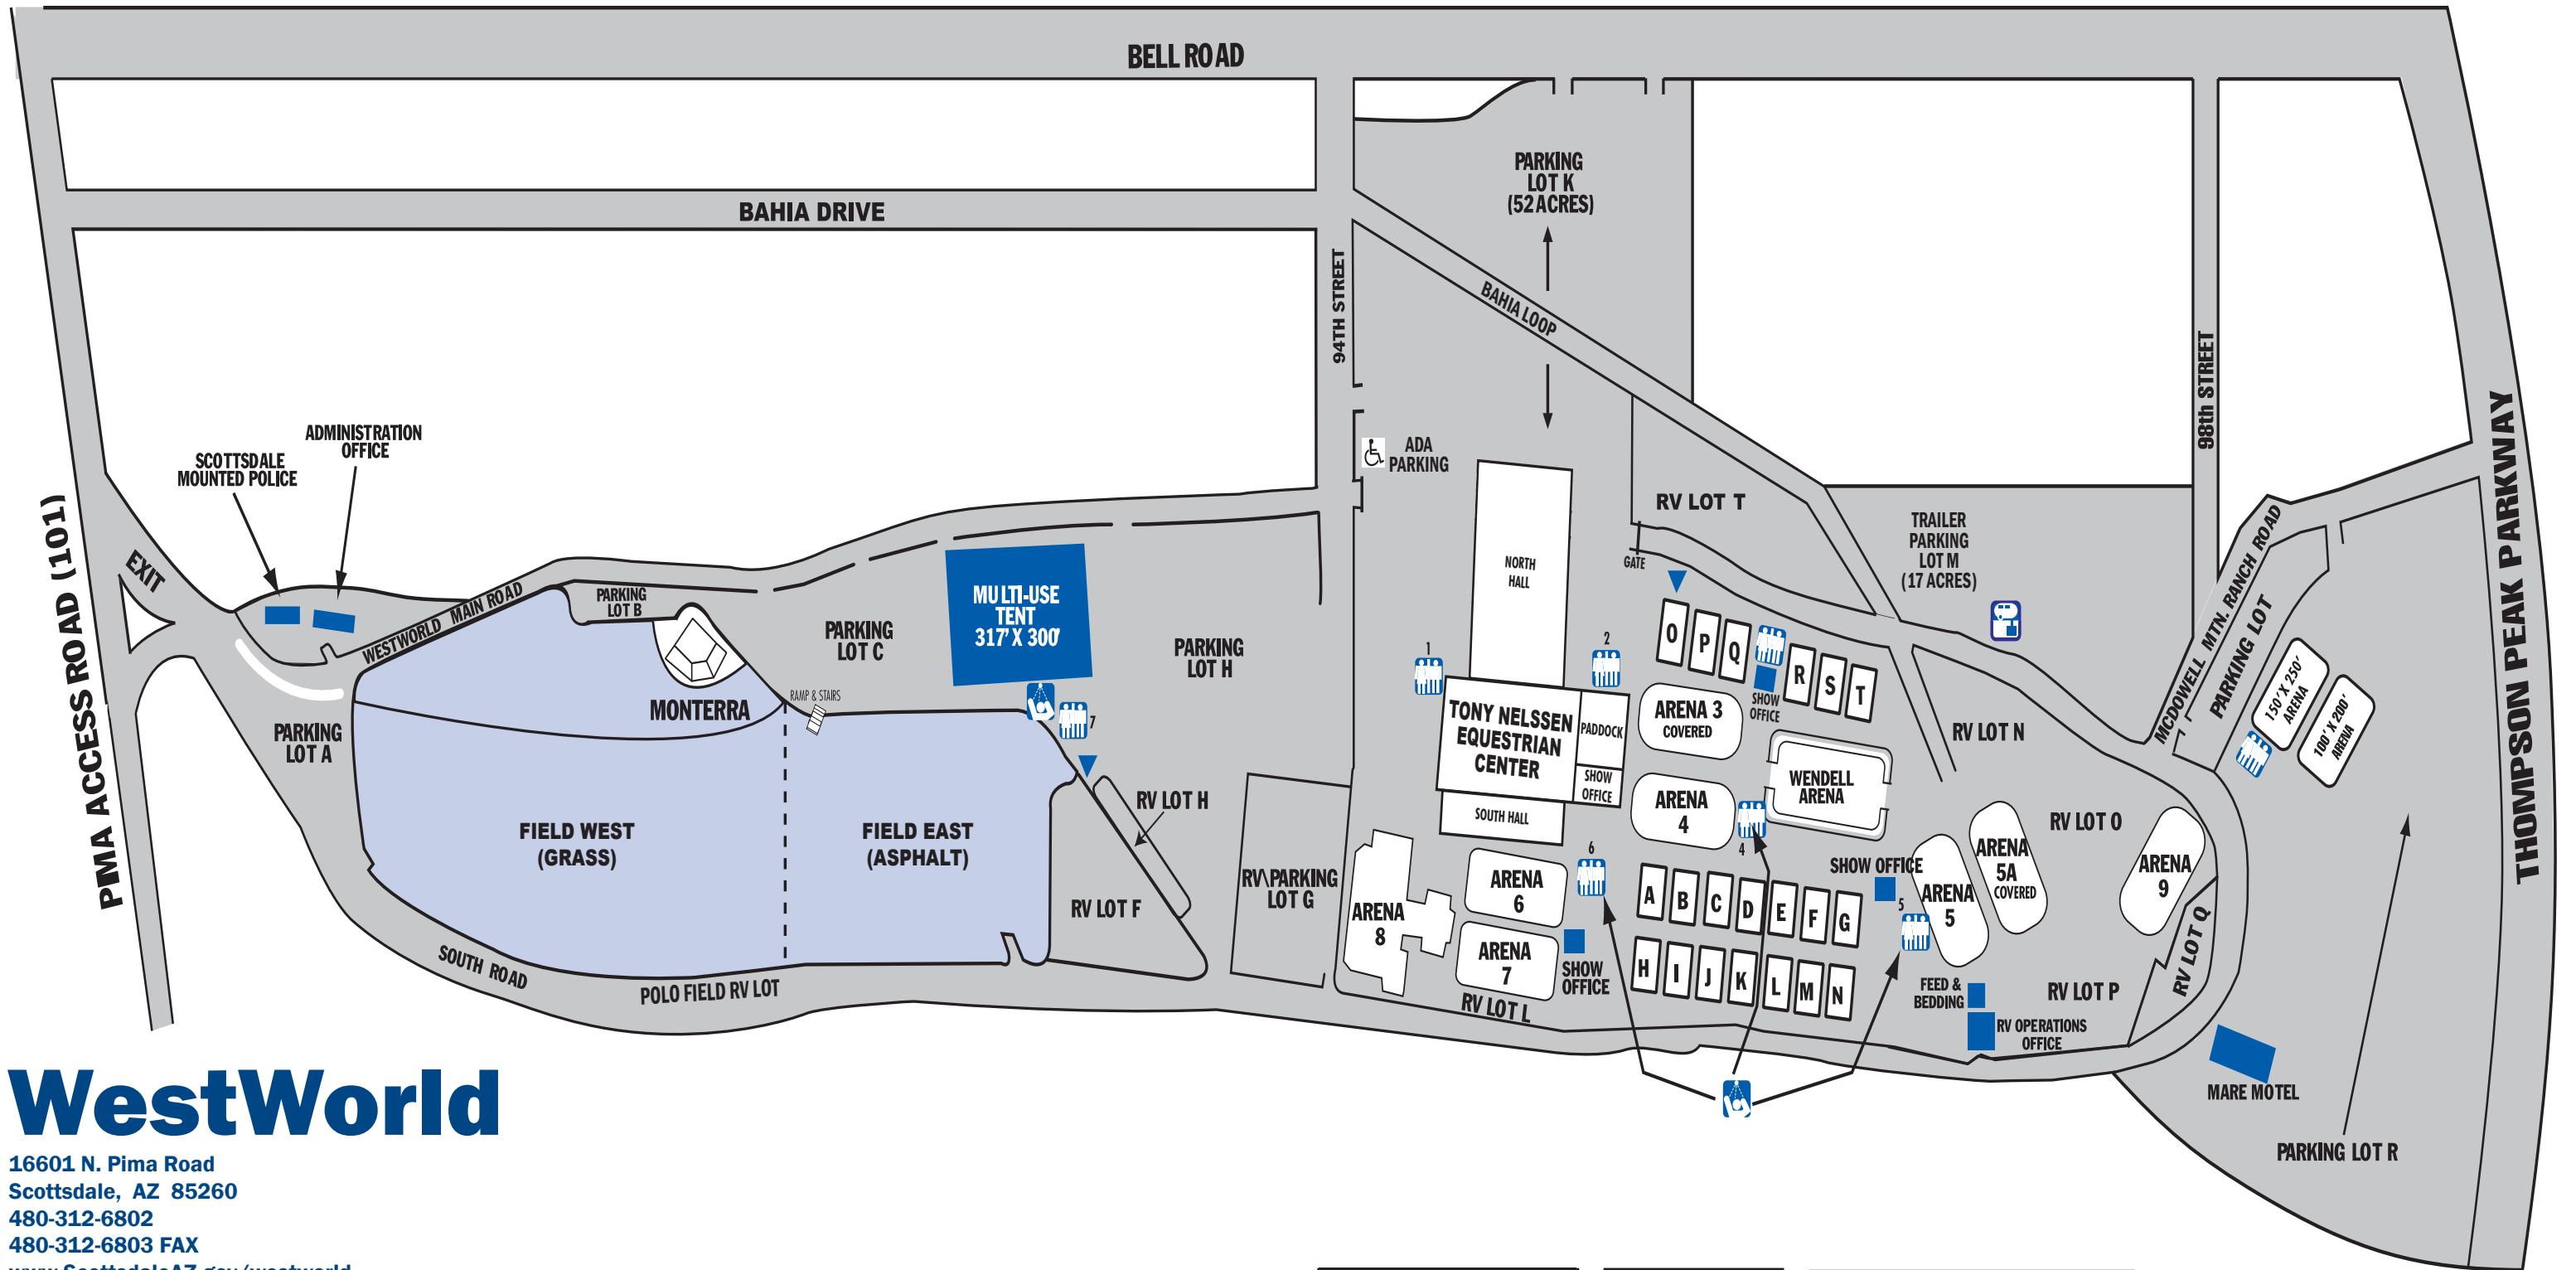 BELL ROAD
PARKING
LOT K
(52 ACRES)
BAHIA DRIVE
94TH STREET
BAHIA LOOP
98th STREET
THOMPSON PEAK PARKWAY
ADMINISTRATION
OFFICE
SCOTTSDALE
MOUNTED POLICE
ADA
PARKING
PIMA ACCESS ROAD (101)
EXIT
RV LOT T
TRAILER
PARKING
LOT M
(17 ACRES)
MCDOWELL MTN. RANCH ROAD
PARKING LOT
NORTH
HALL
GATE
WESTWORLD MAIN ROAD
PARKING
LOT B
PARKING
LOT C
MULTI-USE
TENT
317' X 300'
PARKING
LOT H
1
2
O
P
Q
R
S
T
SHOW
OFFICE
150' X 250'
ARENA
100' X 200'
ARENA
MONTERRA
RAMP & STAIRS
7
PARKING
LOT A
TONY NELSSEN
EQUESTRIAN
CENTER
PADDOCK
SHOW
OFFICE
SOUTH HALL
ARENA 3
COVERED
RV LOT N
WENDELL
ARENA
ARENA
4
4
RV LOT H
FIELD WEST
(GRASS)
FIELD EAST
(ASPHALT)
RV LOT F
RV\PARKING
LOT G
ARENA
8
ARENA
6
6
ARENA
7
SHOW
OFFICE
A
B
C
D
E
F
G
H
I
J
K
L
M
N
SHOW OFFICE
5
ARENA
5
ARENA
5A
COVERED
RV LOT O
ARENA
9
RV LOT Q
RV LOT P
FEED &
BEDDING
RV OPERATIONS
OFFICE
SOUTH ROAD
POLO FIELD RV LOT
RV LOT L
MARE MOTEL
PARKING LOT R
WestWorld
16601 N. Pima Road
Scottsdale, AZ 85260
480-312-6802
480-312-6803 FAX
www.ScottsdaleAZ.gov/westworld